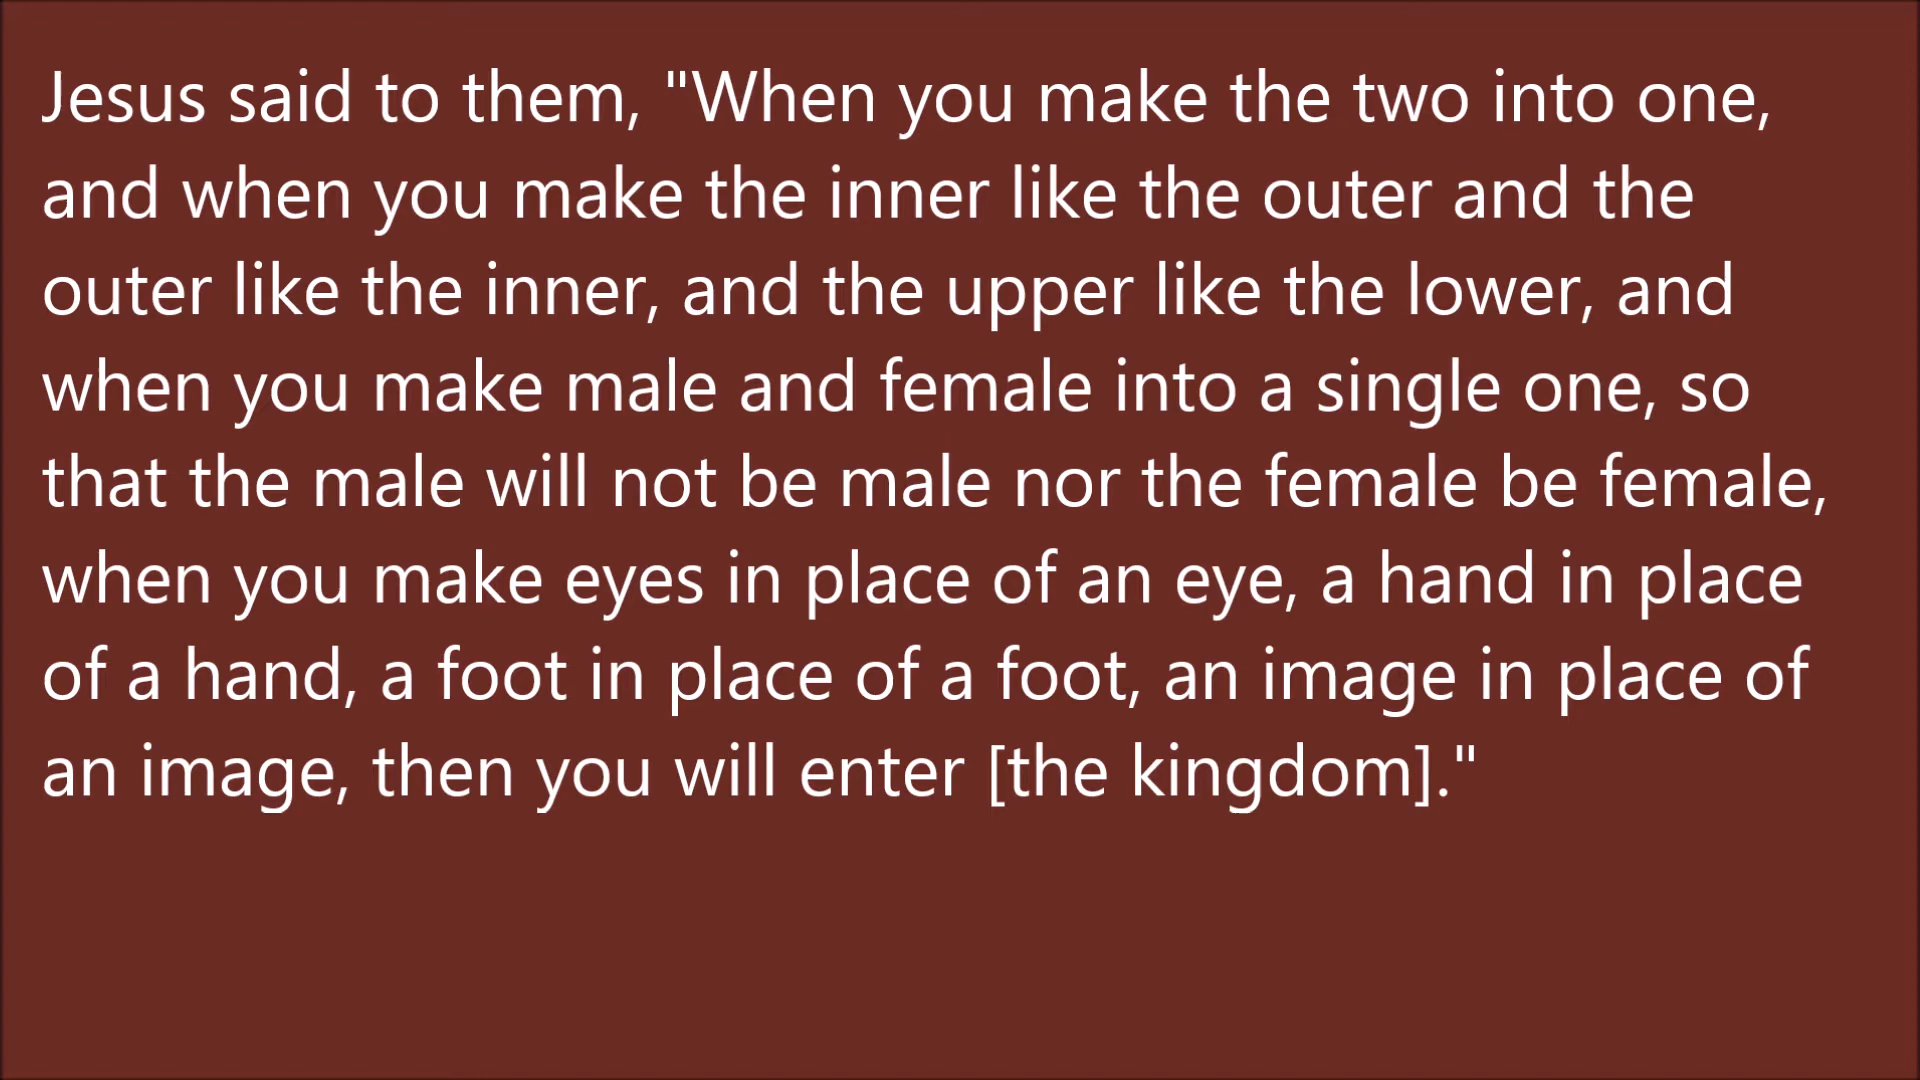 Jesus said to them, "When you make the two into one,
and when you make the inner like the outer and the
outer like the inner, and the upper like the lower, and
when you make male and female into a single one, so
that the male will not be male nor the female be female,
when you make eyes in place of an eye, a hand in place
of a hand, a foot in place of a foot, an image in place of
an image, then you will enter [the kingdom]."